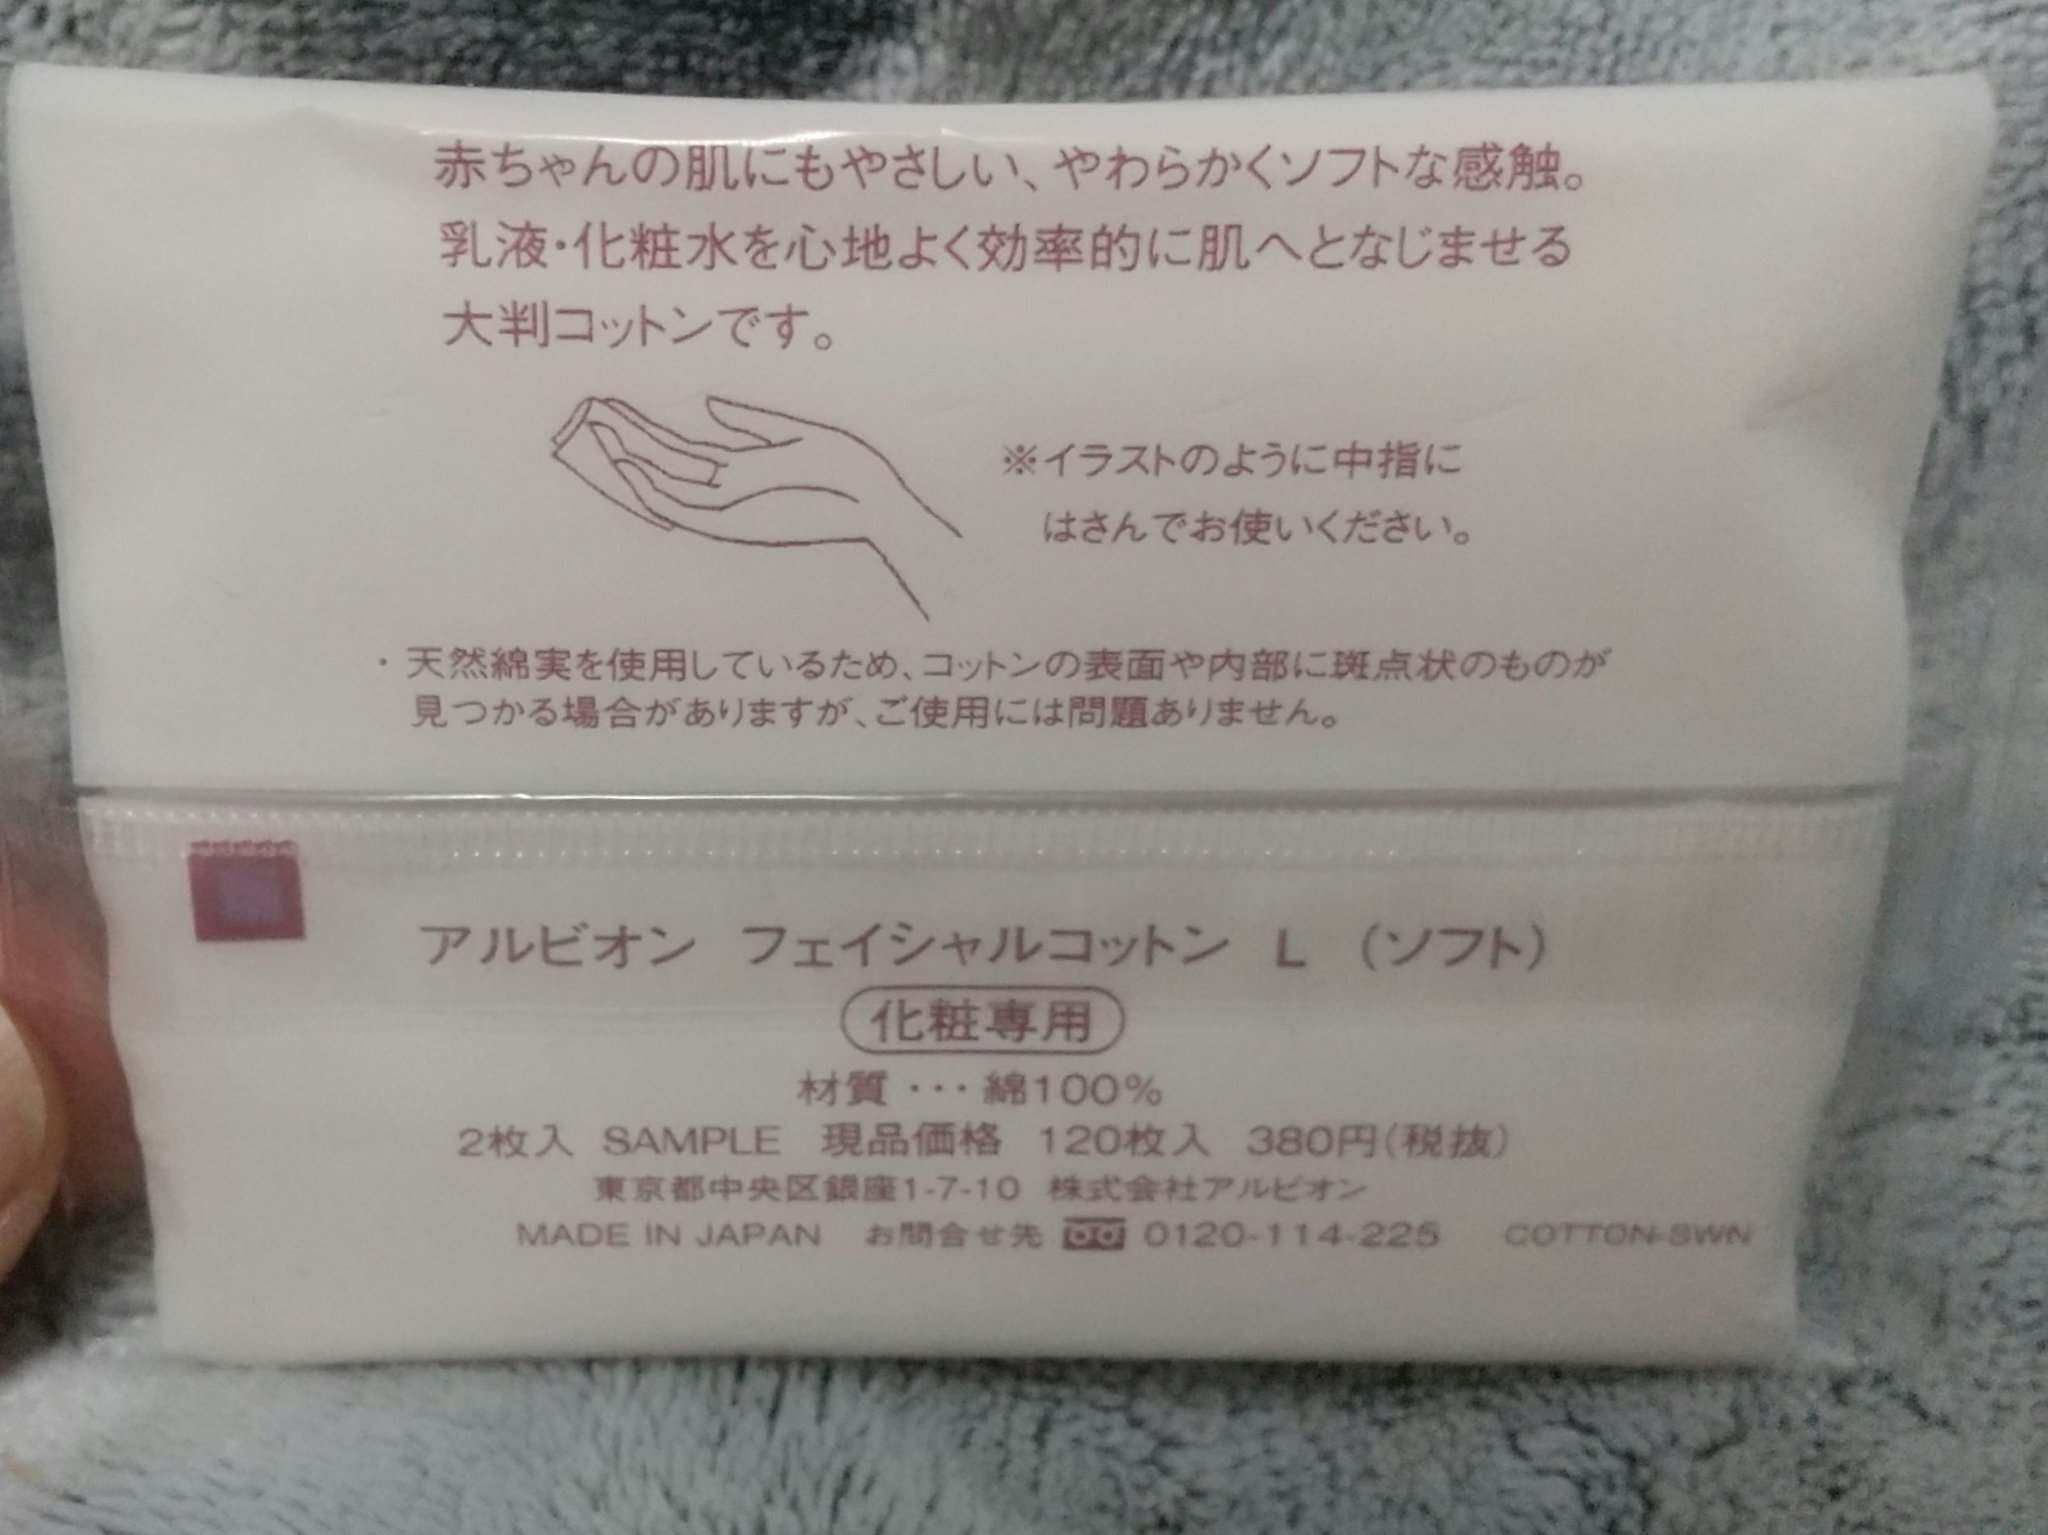 赤ちゃんの肌にもやさしい、やわらかくソフトな感触。
乳液・化粧水を心地よく効率的に肌へとなじませる
大判コットンです。
※イラストのように中指に
はさんでお使いください。
・天然綿実を使用しているため、コットンの表面や内部に斑点状のものが
見つかる場合がありますが、ご使用には問題ありません。
アルビオン フェイシャルコットン L （ソフト）
化粧専用
材質・・・綿100%
2枚入 SAMPLE 現品価格 120枚入 380円(税抜)
東京都中央区銀座1-7-10 株式会社アルビオン
MADE IN JAPAN お問合せ先 0120-114-225 COTTON-SWN